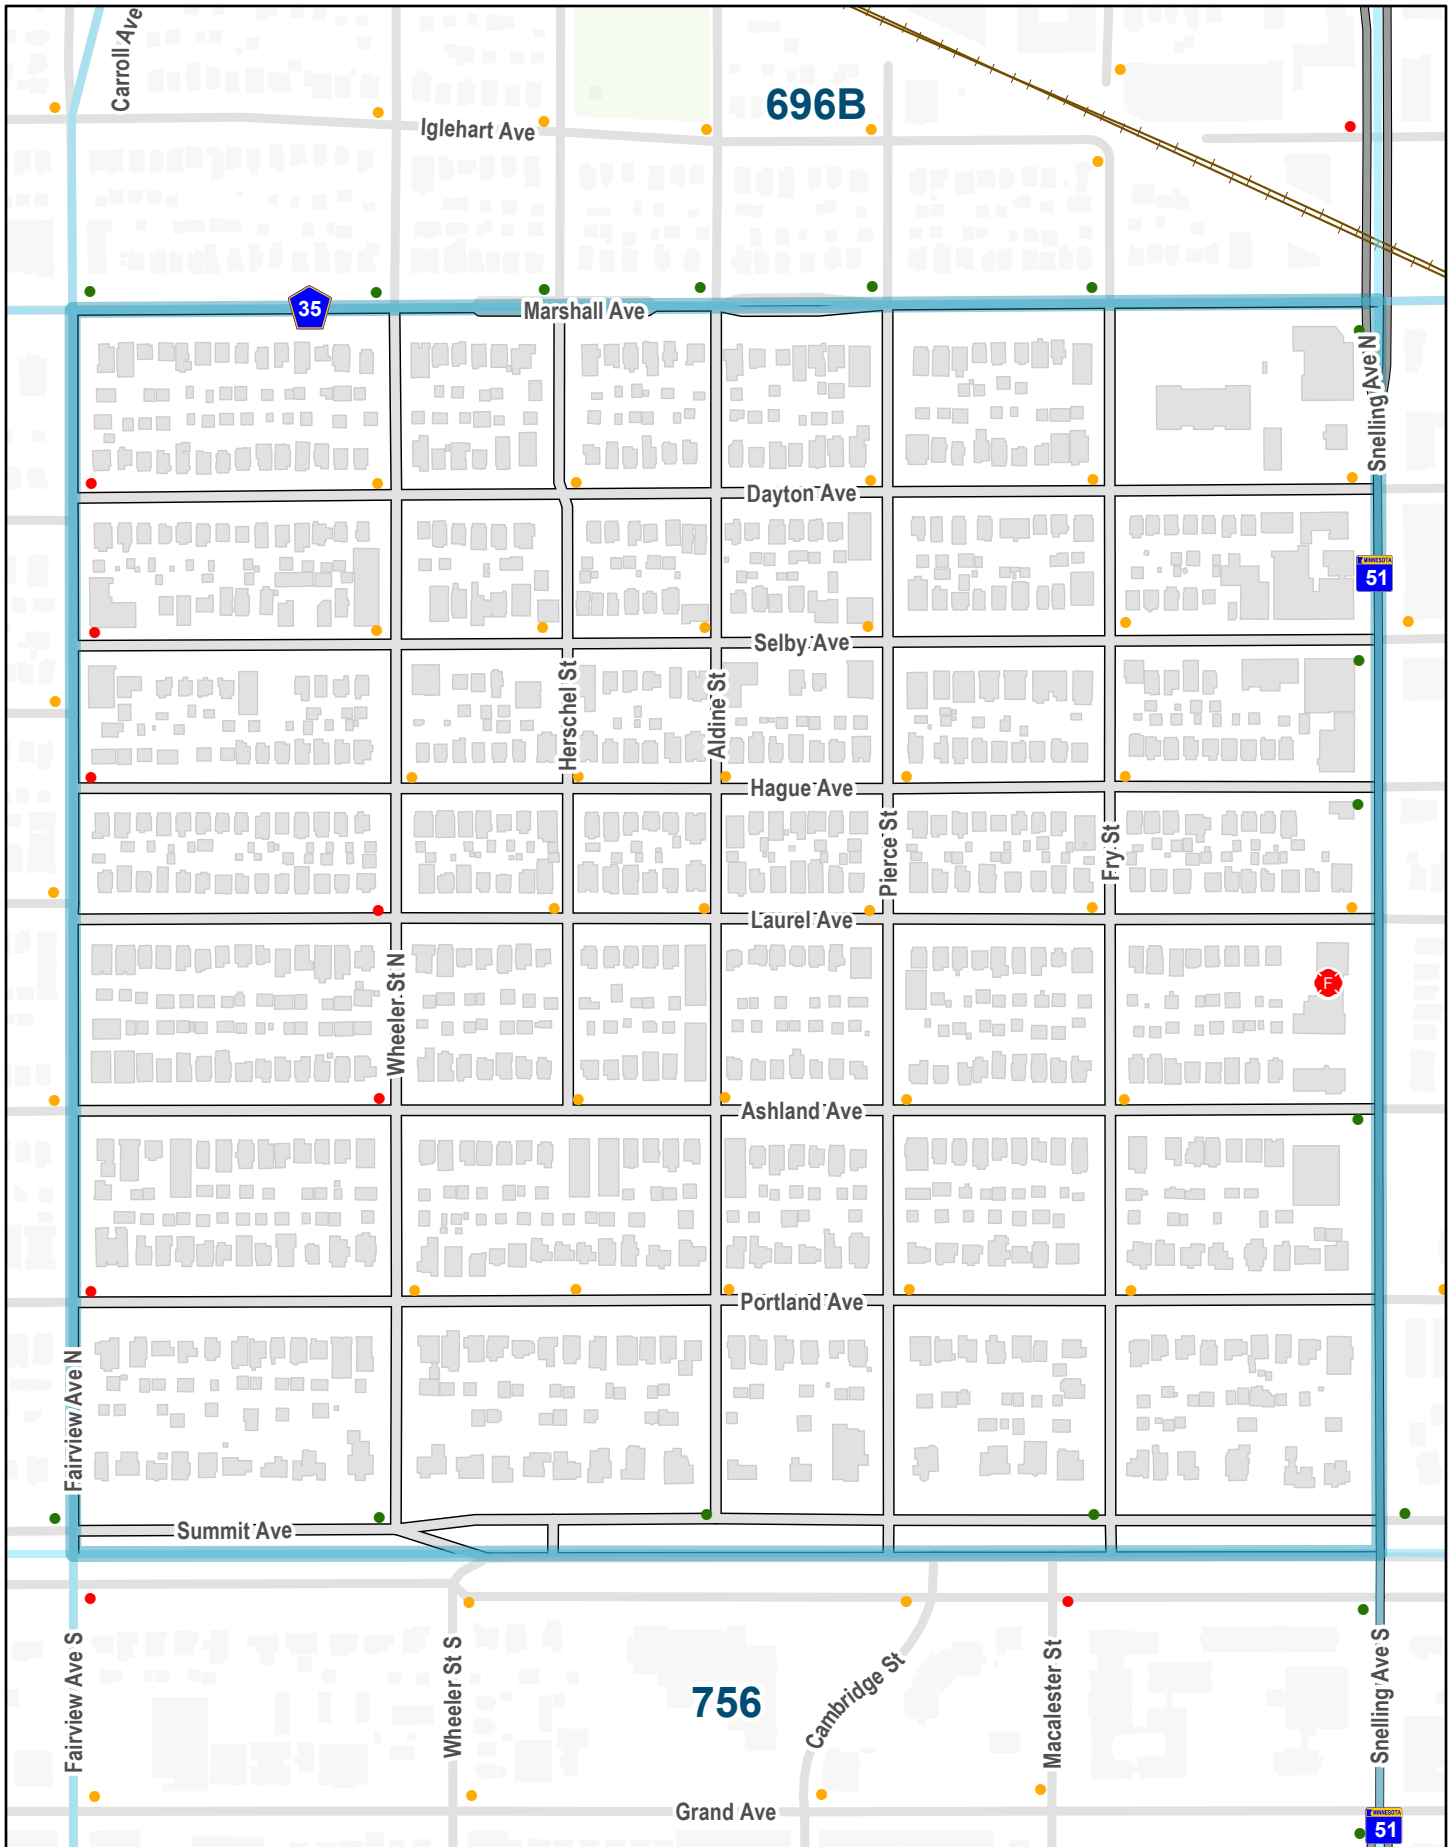 Carroll Ave
696B
Iglehart Ave
35
Marshall Ave
Snelling Ave N
Dayton Ave
MINNESOTA
51
Selby Ave
Herschel St
Aldine St
Hague Ave
Pierce St
Fry St
Laurel Ave
Wheeler St N
F
Ashland Ave
Portland Ave
Fairview Ave N
Summit Ave
Fairview Ave S
Wheeler St S
756
Cambridge St
Macalester St
Snelling Ave S
Grand Ave
MINNESOTA
51